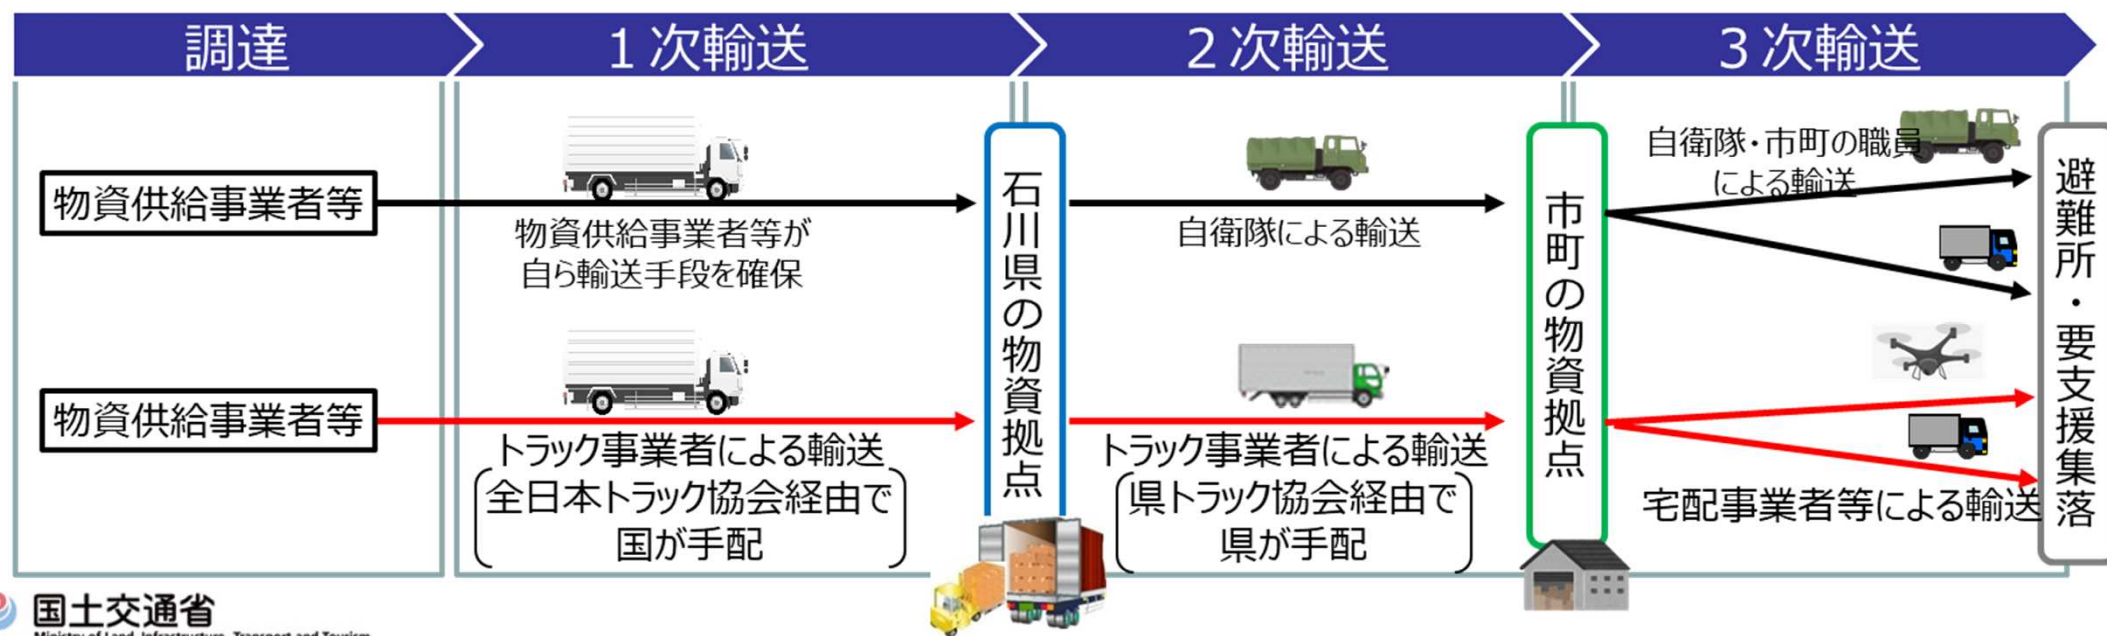 調達
1次輸送
2次輸送
3次輸送
物資供給事業者等
物資供給事業者等が
自ら輸送手段を確保
石川県の物資拠点
自衛隊による輸送
市町の物資拠点
自衛隊・市町の職員
による輸送
避難所・要支援集落
物資供給事業者等
トラック事業者による輸送
全日本トラック協会経由で
国が手配
トラック事業者による輸送
県トラック協会経由で
県が手配
宅配事業者等による輸送
国土交通省
Ministry of Land, Infrastructure, Transport and Tourism